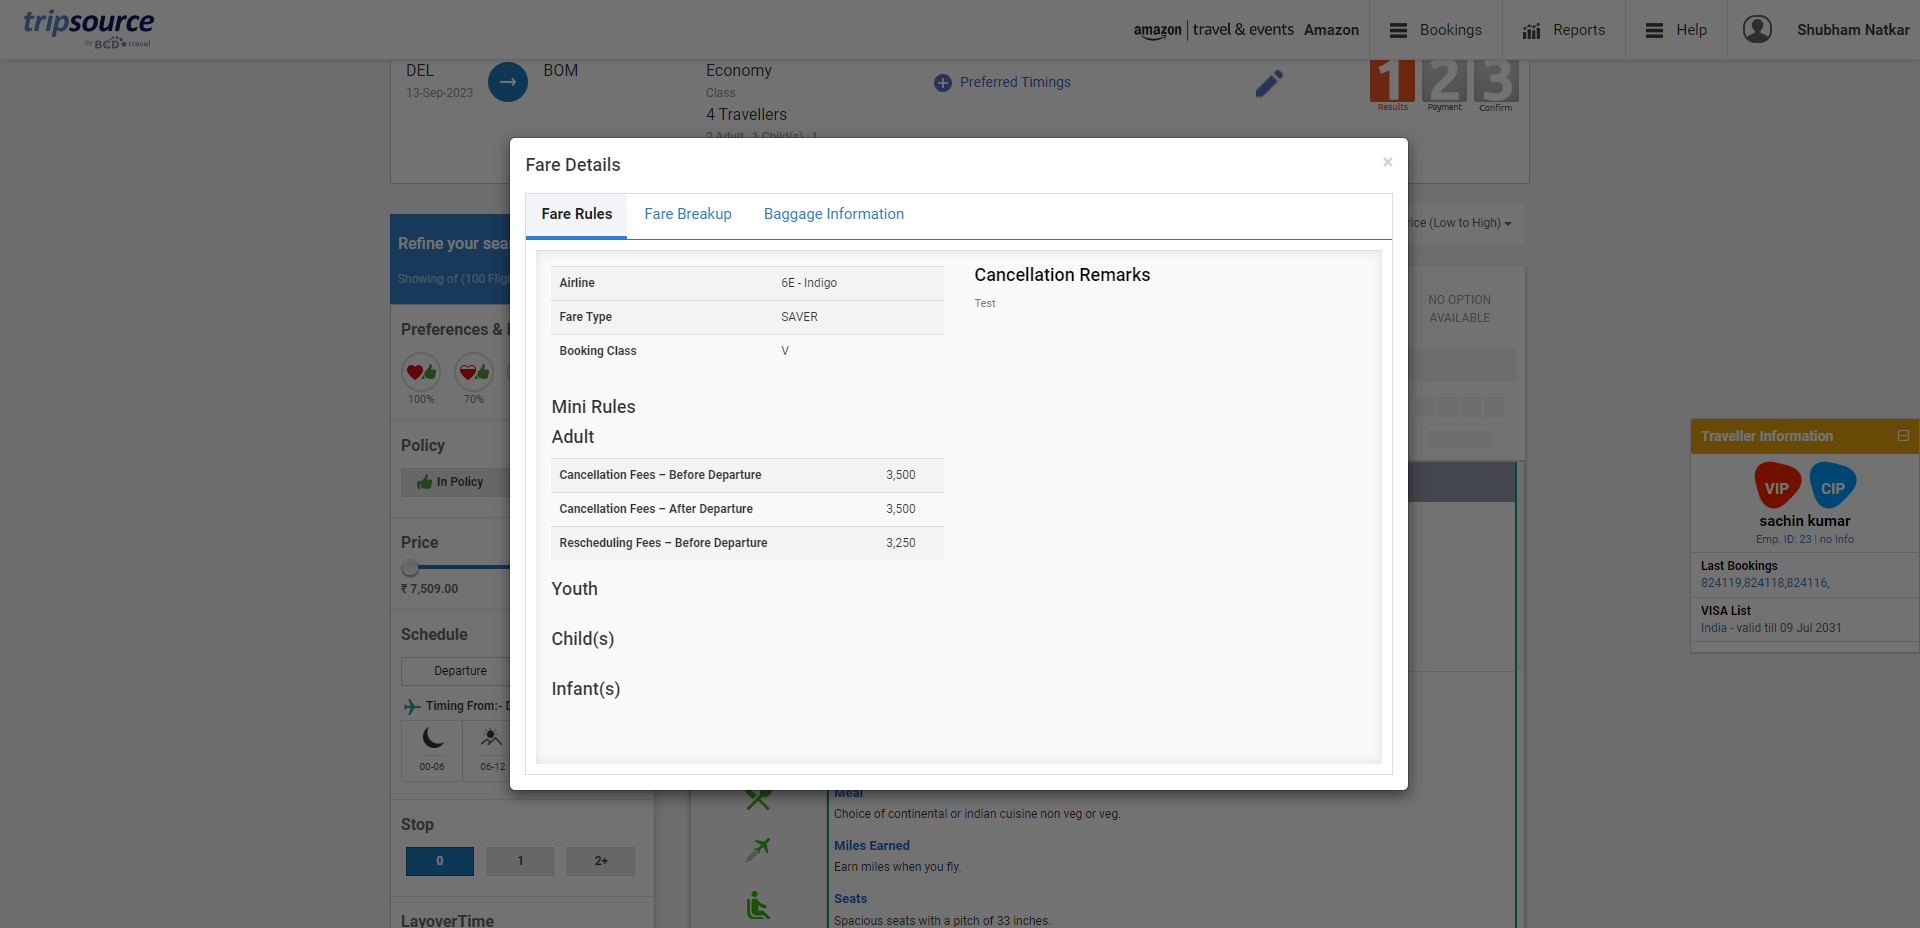 tripsource
by BCD travel
amazon | travel & events Amazon
Bookings
Reports
Help
Shubham Natkar
DEL
13-Sep-2023
BOM
Economy
Class
4 Travellers
2 Adult, 1 Child(s), 1
Preferred Timings
1 2 3
Results Payment Confirm
Fare Details
×
Fare Rules
Fare Breakup
Baggage Information
Airline 6E - Indigo
Fare Type SAVER
Booking Class V
Mini Rules
Adult
Cancellation Fees – Before Departure 3,500
Cancellation Fees – After Departure 3,500
Rescheduling Fees – Before Departure 3,250
Youth
Child(s)
Infant(s)
Cancellation Remarks
Test
Refine your sea
Showing of (100 Flig
Preferences &
100% 70%
Policy
In Policy
Price
₹ 7,509.00
Schedule
Departure
Timing From:-
00-06 06-12
Stop
0 1 2+
LayoverTime
rice (Low to High)
NO OPTION
AVAILABLE
Meal
Choice of continental or indian cuisine non veg or veg.
Miles Earned
Earn miles when you fly.
Seats
Spacious seats with a pitch of 33 inches.
Traveller Information
VIP CIP
sachin kumar
Emp. ID: 23 | no Info
Last Bookings
824119,824118,824116,
VISA List
India - valid till 09 Jul 2031